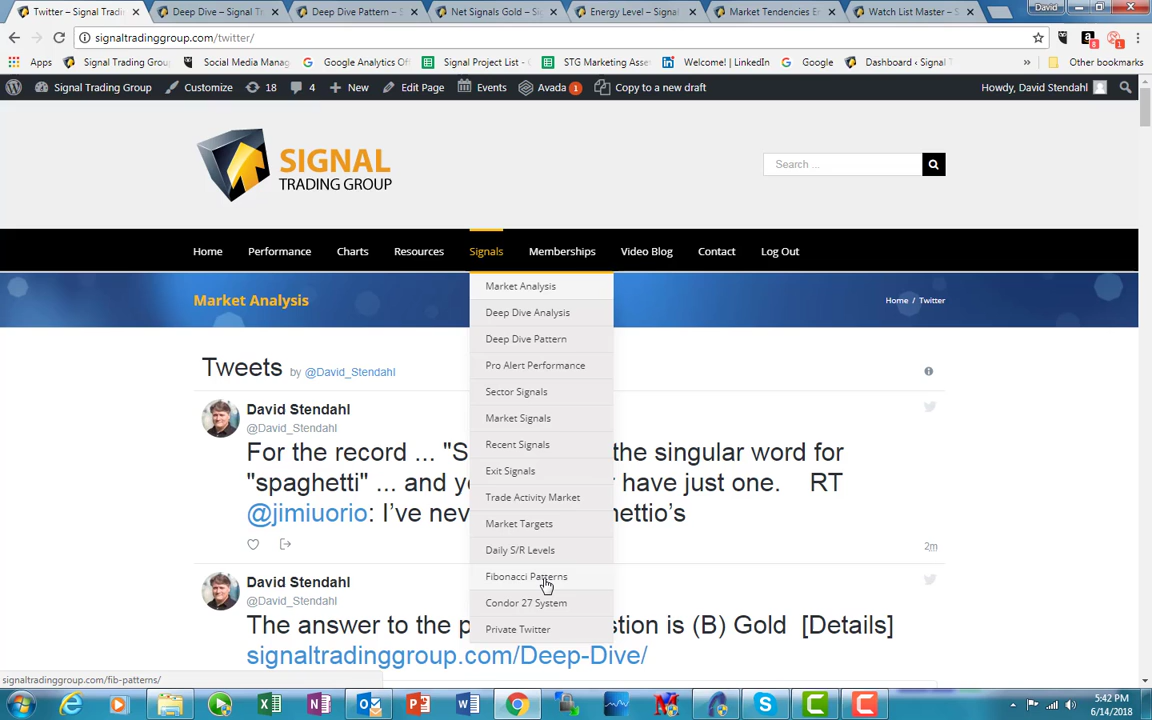 Twitter – Signal Tradi
Deep Dive – Signal Tr
Deep Dive Pattern – S
Net Signals Gold – S
Energy Level – Signal
Market Tendencies E
Watch List Master – S
David
signaltradinggroup.com/twitter/
8
1
Apps
Signal Trading Grou
Social Media Manag
Google Analytics Of
Signal Project List -
STG Marketing Asse
Welcome! | LinkedIn
Google
Dashboard ‹ Signal T
»
Other bookmarks
Signal Trading Group
Customize
18
4
New
Edit Page
Events
Avada 1
Copy to a new draft
Howdy, David Stendahl
SIGNAL
TRADING GROUP
Search ...
Home
Performance
Charts
Resources
Signals
Memberships
Video Blog
Contact
Log Out
Market Analysis
Home / Twitter
Market Analysis
Deep Dive Analysis
Deep Dive Pattern
Pro Alert Performance
Sector Signals
Market Signals
Recent Signals
Exit Signals
Trade Activity Market
Market Targets
Daily S/R Levels
Fibonacci Patterns
Condor 27 System
Private Twitter
Tweets by @David_Stendahl
David Stendahl
@David_Stendahl
For the record ... "S the singular word for
"spaghetti" ... and yo have just one. RT
@jimiuorio: I've nev hettio's
2m
David Stendahl
@David_Stendahl
The answer to the p stion is (B) Gold [Details]
signaltradinggroup.com/Deep-Dive/
signaltradinggroup.com/fib-patterns/
5:42 PM
6/14/2018